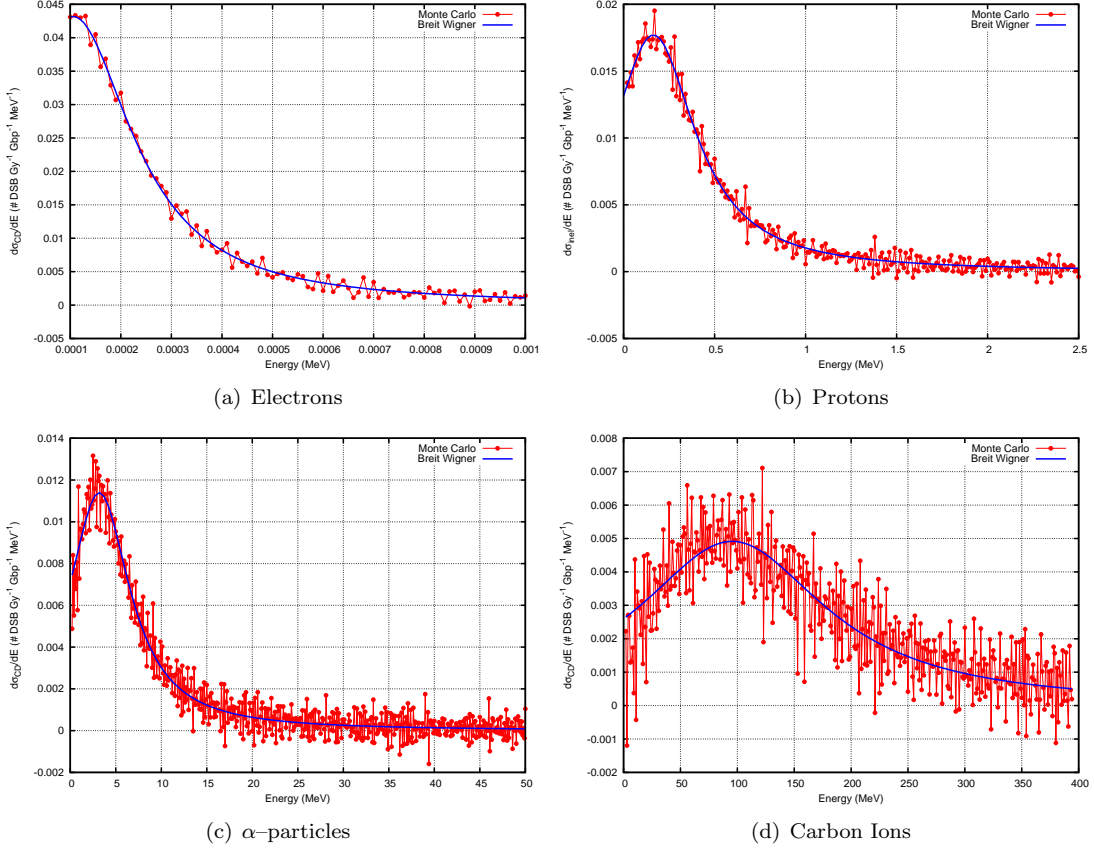 Monte Carlo
Breit Wigner
dσCD/dE (# DSB Gy-1 Gbp-1 MeV-1)
0.045
0.04
0.035
0.03
0.025
0.02
0.015
0.01
0.005
0
-0.005
0.0001 0.0002 0.0003 0.0004 0.0005 0.0006 0.0007 0.0008 0.0009 0.001
Energy (MeV)
(a) Electrons
Monte Carlo
Breit Wigner
dσinel/dE (# DSB Gy-1 Gbp-1 MeV-1)
0.02
0.015
0.01
0.005
0
-0.005
0 0.5 1 1.5 2 2.5
Energy (MeV)
(b) Protons
Monte Carlo
Breit Wigner
dσCD/dE (# DSB Gy-1 Gbp-1 MeV-1)
0.014
0.012
0.01
0.008
0.006
0.004
0.002
0
-0.002
0 5 10 15 20 25 30 35 40 45 50
Energy (MeV)
(c) α–particles
Monte Carlo
Breit Wigner
dσCD/dE (# DSB Gy-1 Gbp-1 MeV-1)
0.008
0.007
0.006
0.005
0.004
0.003
0.002
0.001
0
-0.001
-0.002
0 50 100 150 200 250 300 350 400
Energy (MeV)
(d) Carbon Ions